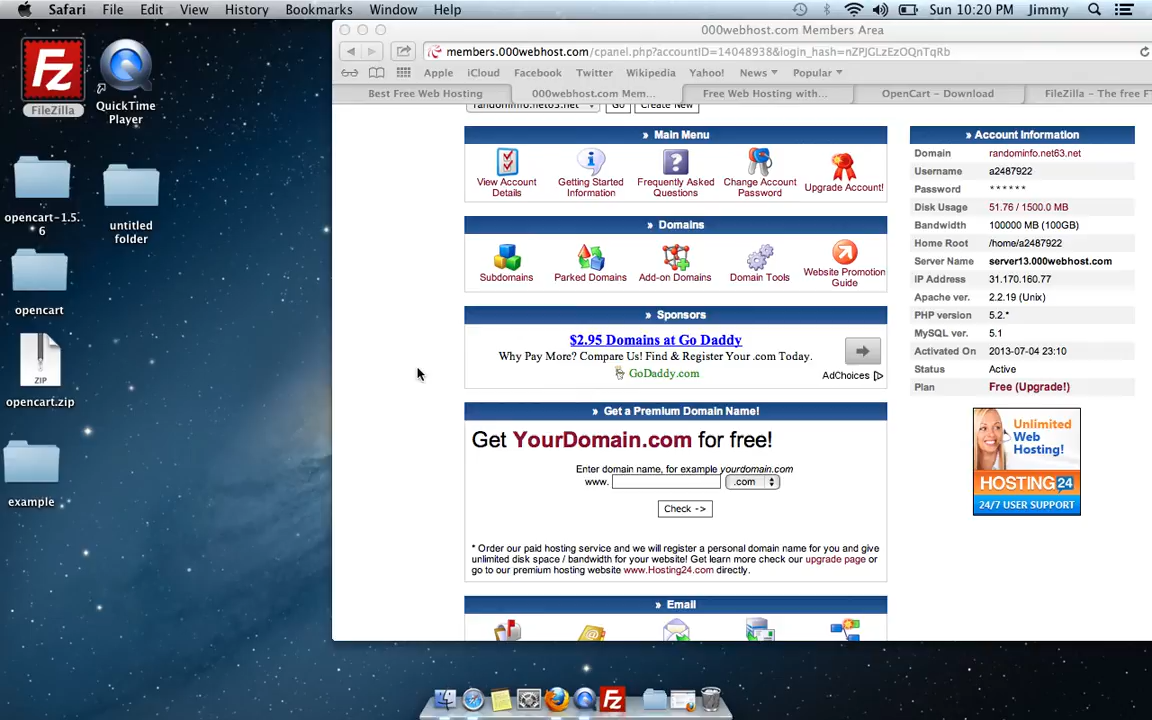 Safari File Edit View History Bookmarks Window Help Sun 10:20 PM Jimmy
000webhost.com Members Area
members.000webhost.com/cpanel.php?accountID=14048938&login_hash=nZPJGLzEzOQnTqRb
Apple iCloud Facebook Twitter Wikipedia Yahoo! News Popular
Best Free Web Hosting 000webhost.com Mem... Free Web Hosting with... OpenCart - Download FileZilla - The free FT
randominfo.net63.net Go Create New
FileZilla
QuickTime
Player
opencart-1.5.
6
untitled
folder
opencart
ZIP
opencart.zip
example
» Main Menu
View Account
Details
Getting Started
Information
Frequently Asked
Questions
Change Account
Password
Upgrade Account!
» Domains
Subdomains
Parked Domains
Add-on Domains
Domain Tools
Website Promotion
Guide
» Sponsors
$2.95 Domains at Go Daddy
Why Pay More? Compare Us! Find & Register Your .com Today.
GoDaddy.com
AdChoices
» Get a Premium Domain Name!
Get YourDomain.com for free!
Enter domain name, for example yourdomain.com
www. .com
Check ->
* Order our paid hosting service and we will register a personal domain name for you and give
unlimited disk space / bandwidth for your website! Get learn more check our upgrade page or
go to our premium hosting website www.Hosting24.com directly.
» Email
» Account Information
Domain randominfo.net63.net
Username a2487922
Password ******
Disk Usage 51.76 / 1500.0 MB
Bandwidth 100000 MB (100GB)
Home Root /home/a2487922
Server Name server13.000webhost.com
IP Address 31.170.160.77
Apache ver. 2.2.19 (Unix)
PHP version 5.2.*
MySQL ver. 5.1
Activated On 2013-07-04 23:10
Status Active
Plan Free (Upgrade!)
Unlimited
Web
Hosting!
HOSTING 24
24/7 USER SUPPORT